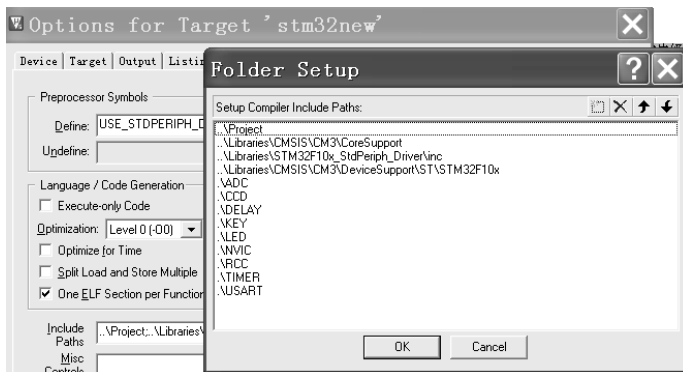 Options for Target 'stm32new'
Device Target Output
Folder Setup
Preprocessor Symbols
Define: USE_STDPERIPH_D
Undefine:
Setup Compiler Include Paths:
..\Project
..\Libraries\CMSIS\CM3\CoreSupport
..\Libraries\STM32F10x_StdPeriph_Driver\inc
..\Libraries\CMSIS\CM3\DeviceSupport\ST\STM32F10x
.\ADC
.\CCD
.\DELAY
.\KEY
.\LED
.\NVIC
.\RCC
.\TIMER
.\USART
Language / Code Generation
Execute-only Code
Optimization: Level 0 (-O0)
Optimize for Time
Split Load and Store Multiple
One ELF Section per Function
Include Paths
..\Project;..\Libraries\
Misc Controls
OK Cancel